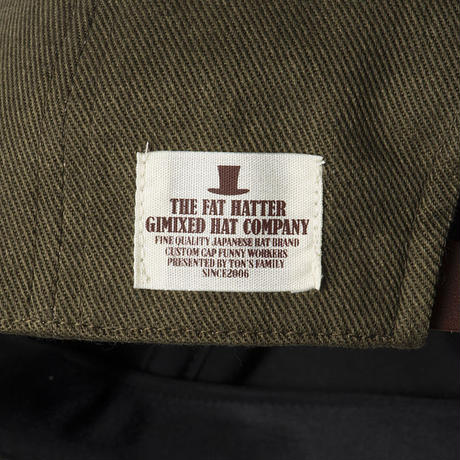 THE FAT HATTER
GIMIXED HAT COMPANY
FINE QUALITY JAPANESE HAT BRAND
CUSTOM CAP FUNNY WORKERS
PRESENTED BY TON'S FAMILY
SINCE2006